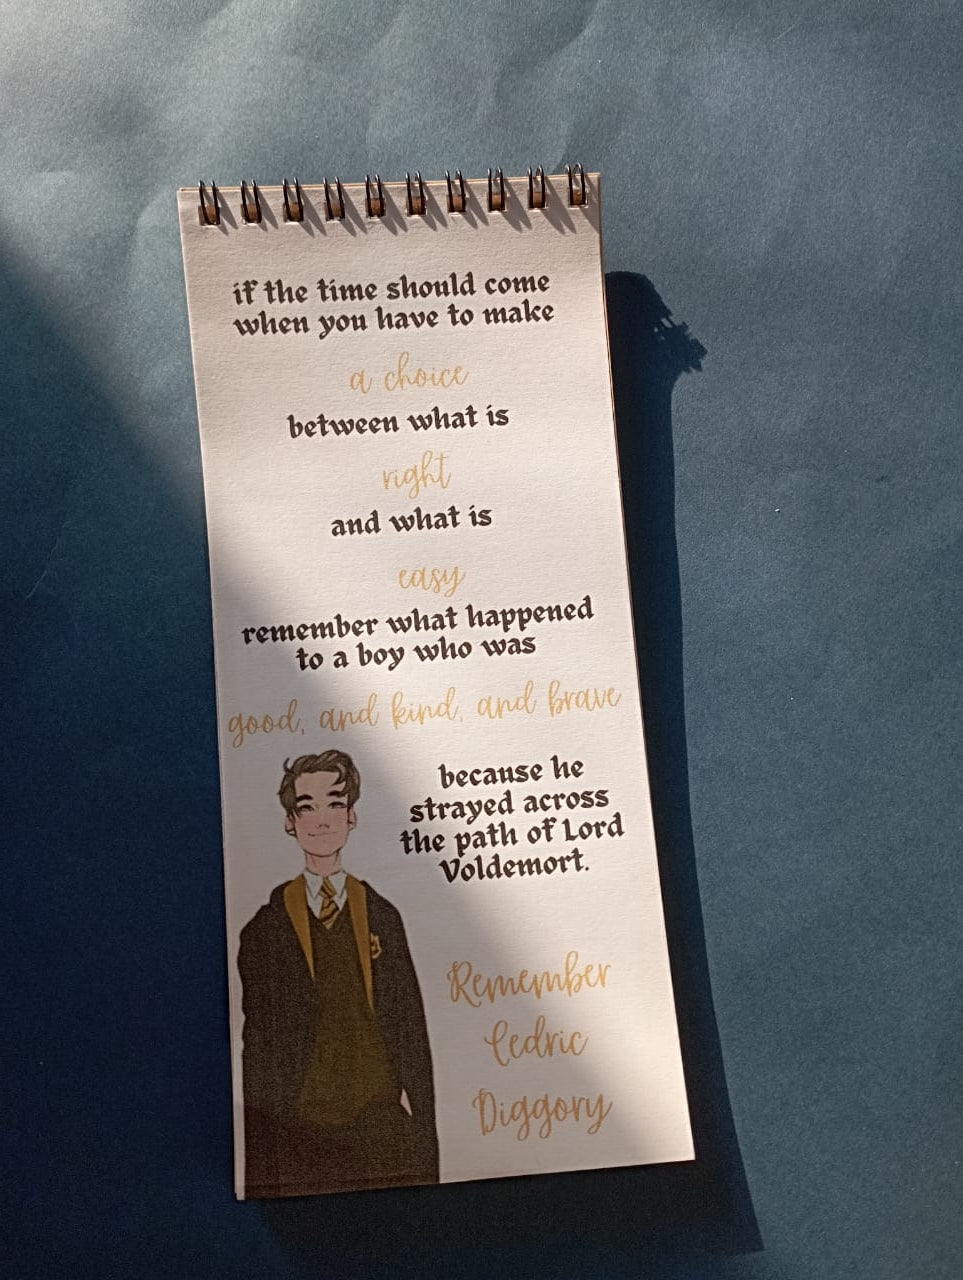 if the time should come
when you have to make
a choice
between what is
right
and what is
easy
remember what happened
to a boy who was
good, and kind, and brave
because he
strayed across
the path of Lord
Voldemort.
Remember
Cedric
Diggory